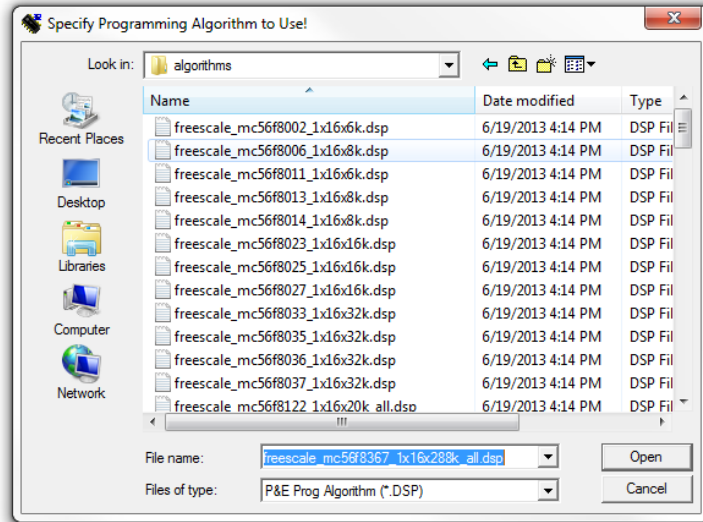 Specify Programming Algorithm to Use!
Look in: algorithms
Name Date modified Type
freescale_mc56f8002_1x16x6k.dsp 6/19/2013 4:14 PM DSP Fil
freescale_mc56f8006_1x16x8k.dsp 6/19/2013 4:14 PM DSP Fil
freescale_mc56f8011_1x16x6k.dsp 6/19/2013 4:14 PM DSP Fil
freescale_mc56f8013_1x16x8k.dsp 6/19/2013 4:14 PM DSP Fil
freescale_mc56f8014_1x16x8k.dsp 6/19/2013 4:14 PM DSP Fil
freescale_mc56f8023_1x16x16k.dsp 6/19/2013 4:14 PM DSP Fil
freescale_mc56f8025_1x16x16k.dsp 6/19/2013 4:14 PM DSP Fil
freescale_mc56f8027_1x16x16k.dsp 6/19/2013 4:14 PM DSP Fil
freescale_mc56f8033_1x16x32k.dsp 6/19/2013 4:14 PM DSP Fil
freescale_mc56f8035_1x16x32k.dsp 6/19/2013 4:14 PM DSP Fil
freescale_mc56f8036_1x16x32k.dsp 6/19/2013 4:14 PM DSP Fil
freescale_mc56f8037_1x16x32k.dsp 6/19/2013 4:14 PM DSP Fil
freescale_mc56f8122_1x16x20k_all.dsp 6/19/2013 4:14 PM DSP Fil
Recent Places
Desktop
Libraries
Computer
Network
File name: freescale_mc56f8367_1x16x288k_all.dsp Open
Files of type: P&E Prog Algorithm (*.DSP) Cancel